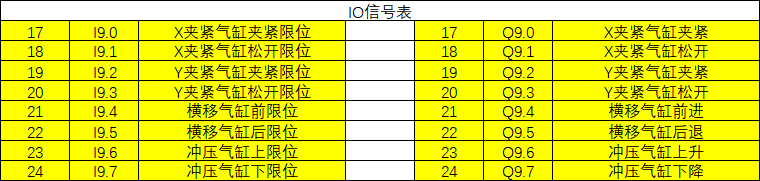 IO信号表
17 I9.0 X夹紧气缸夹紧限位 17 Q9.0 X夹紧气缸夹紧
18 I9.1 X夹紧气缸松开限位 18 Q9.1 X夹紧气缸松开
19 I9.2 Y夹紧气缸夹紧限位 19 Q9.2 Y夹紧气缸夹紧
20 I9.3 Y夹紧气缸松开限位 20 Q9.3 Y夹紧气缸松开
21 I9.4 横移气缸前限位 21 Q9.4 横移气缸前进
22 I9.5 横移气缸后限位 22 Q9.5 横移气缸后退
23 I9.6 冲压气缸上限位 23 Q9.6 冲压气缸上升
24 I9.7 冲压气缸下限位 24 Q9.7 冲压气缸下降